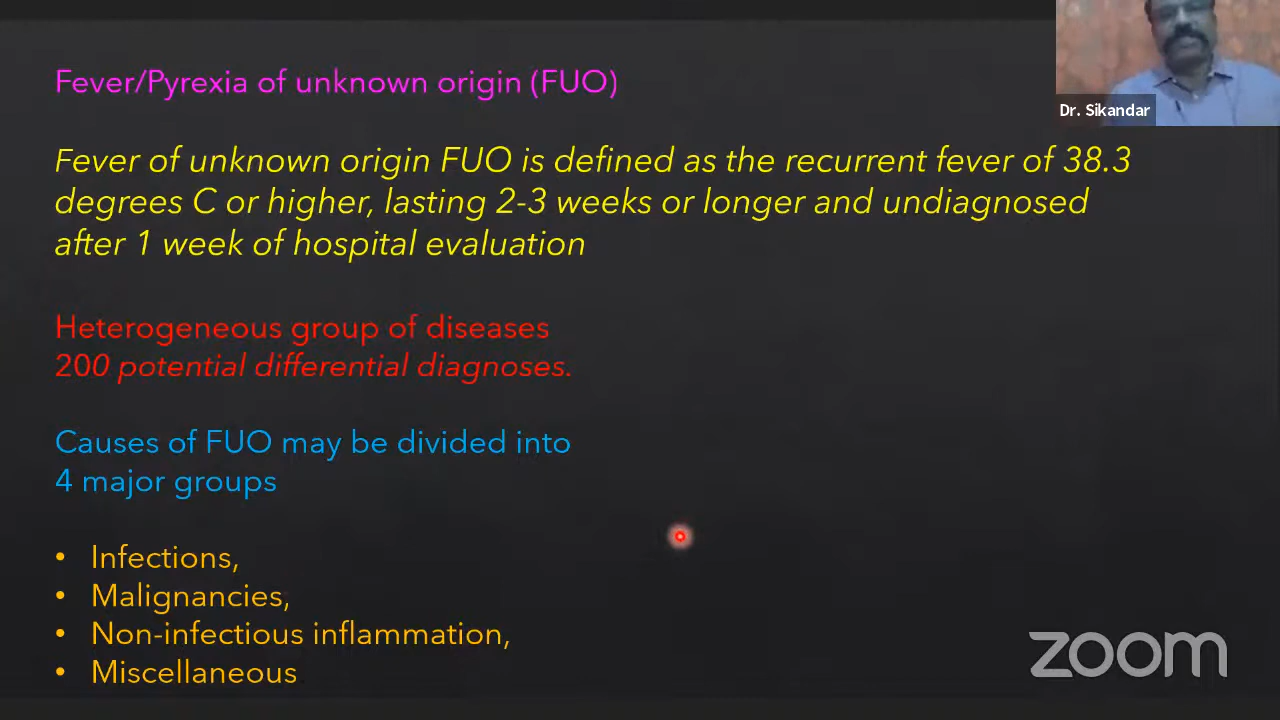 Fever/Pyrexia of unknown origin (FUO)
Dr. Sikandar
Fever of unknown origin FUO is defined as the recurrent fever of 38.3
degrees C or higher, lasting 2-3 weeks or longer and undiagnosed
after 1 week of hospital evaluation
Heterogeneous group of diseases
200 potential differential diagnoses.
Causes of FUO may be divided into
4 major groups
• Infections,
• Malignancies,
• Non-infectious inflammation,
• Miscellaneous
zoom